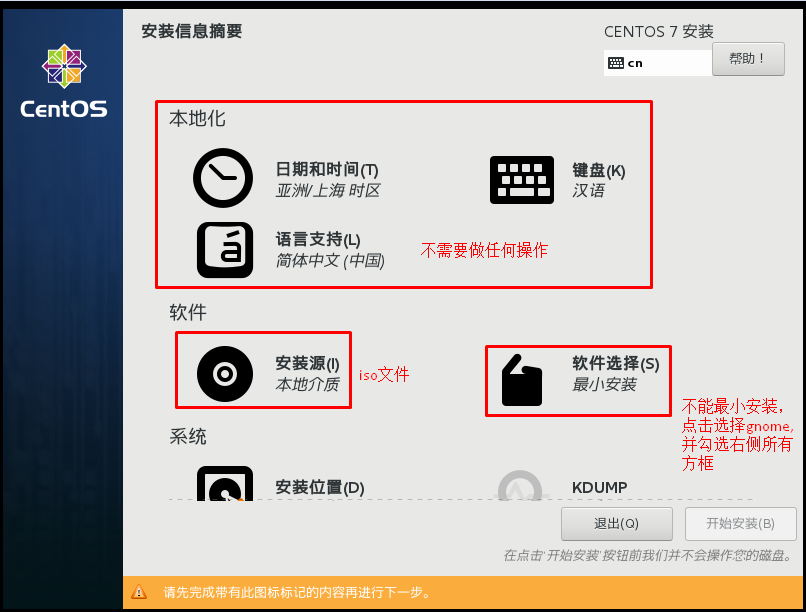 安装信息摘要
CENTOS 7 安装
cn
帮助！
CentOS
本地化
日期和时间(T)
亚洲/上海 时区
键盘(K)
汉语
语言支持(L)
简体中文 (中国)
不需要做任何操作
软件
安装源(I)
本地介质
iso文件
软件选择(S)
最小安装
不能最小安装，
点击选择gnome,
并勾选右侧所有
方框
系统
安装位置(D)
KDUMP
退出(Q)
开始安装(B)
在点击'开始安装'按钮前我们并不会操作您的磁盘。
请先完成带有此图标标记的内容再进行下一步。